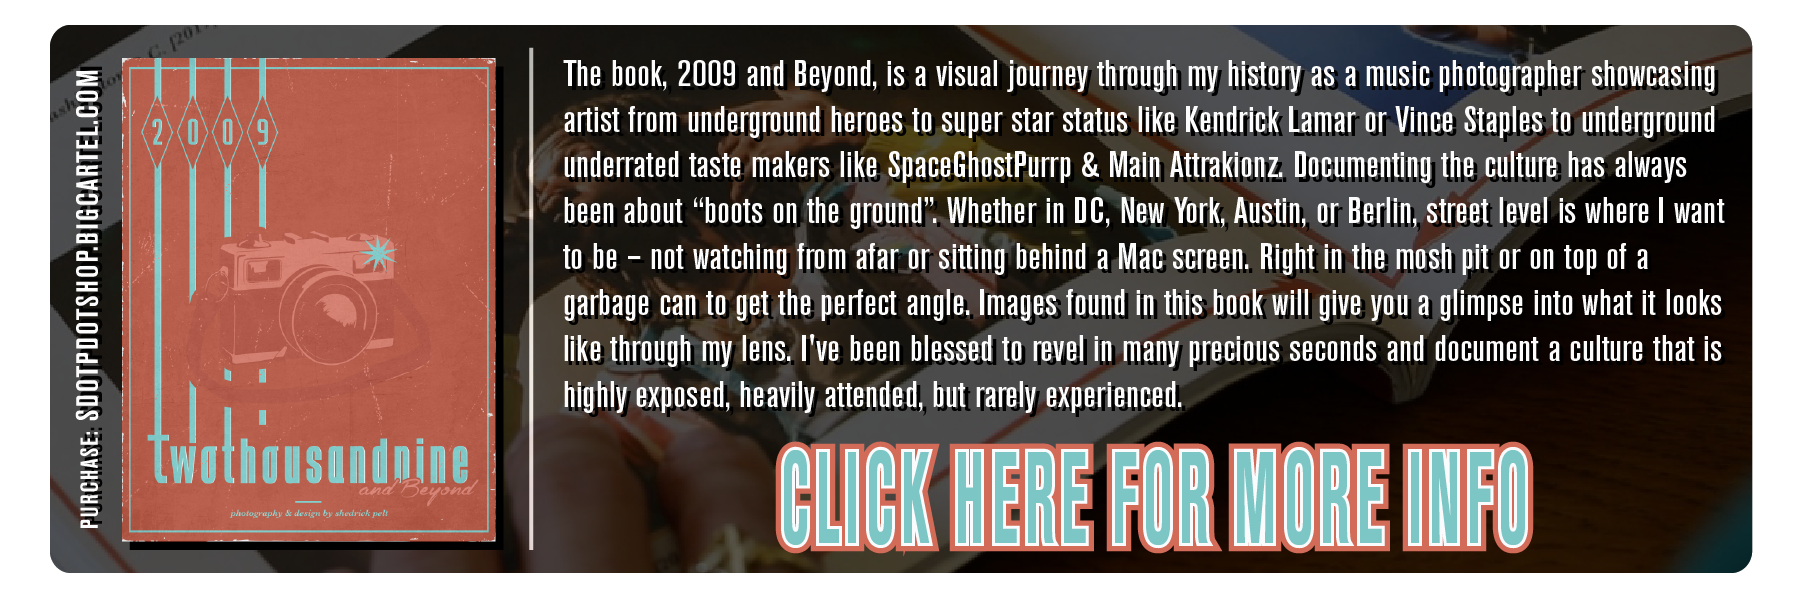 PURCHASE: SDOTPDOTSHOP.BIGCARTEL.COM
2009
twothousandnine
and Beyond
photography & design by shedrick pelt
The book, 2009 and Beyond, is a visual journey through my history as a music photographer showcasing
artist from underground heroes to super star status like Kendrick Lamar or Vince Staples to underground
underrated taste makers like SpaceGhostPurrp & Main Attrakionz. Documenting the culture has always
been about “boots on the ground”. Whether in DC, New York, Austin, or Berlin, street level is where I want
to be – not watching from afar or sitting behind a Mac screen. Right in the mosh pit or on top of a
garbage can to get the perfect angle. Images found in this book will give you a glimpse into what it looks
like through my lens. I've been blessed to revel in many precious seconds and document a culture that is
highly exposed, heavily attended, but rarely experienced.
CLICK HERE FOR MORE INFO